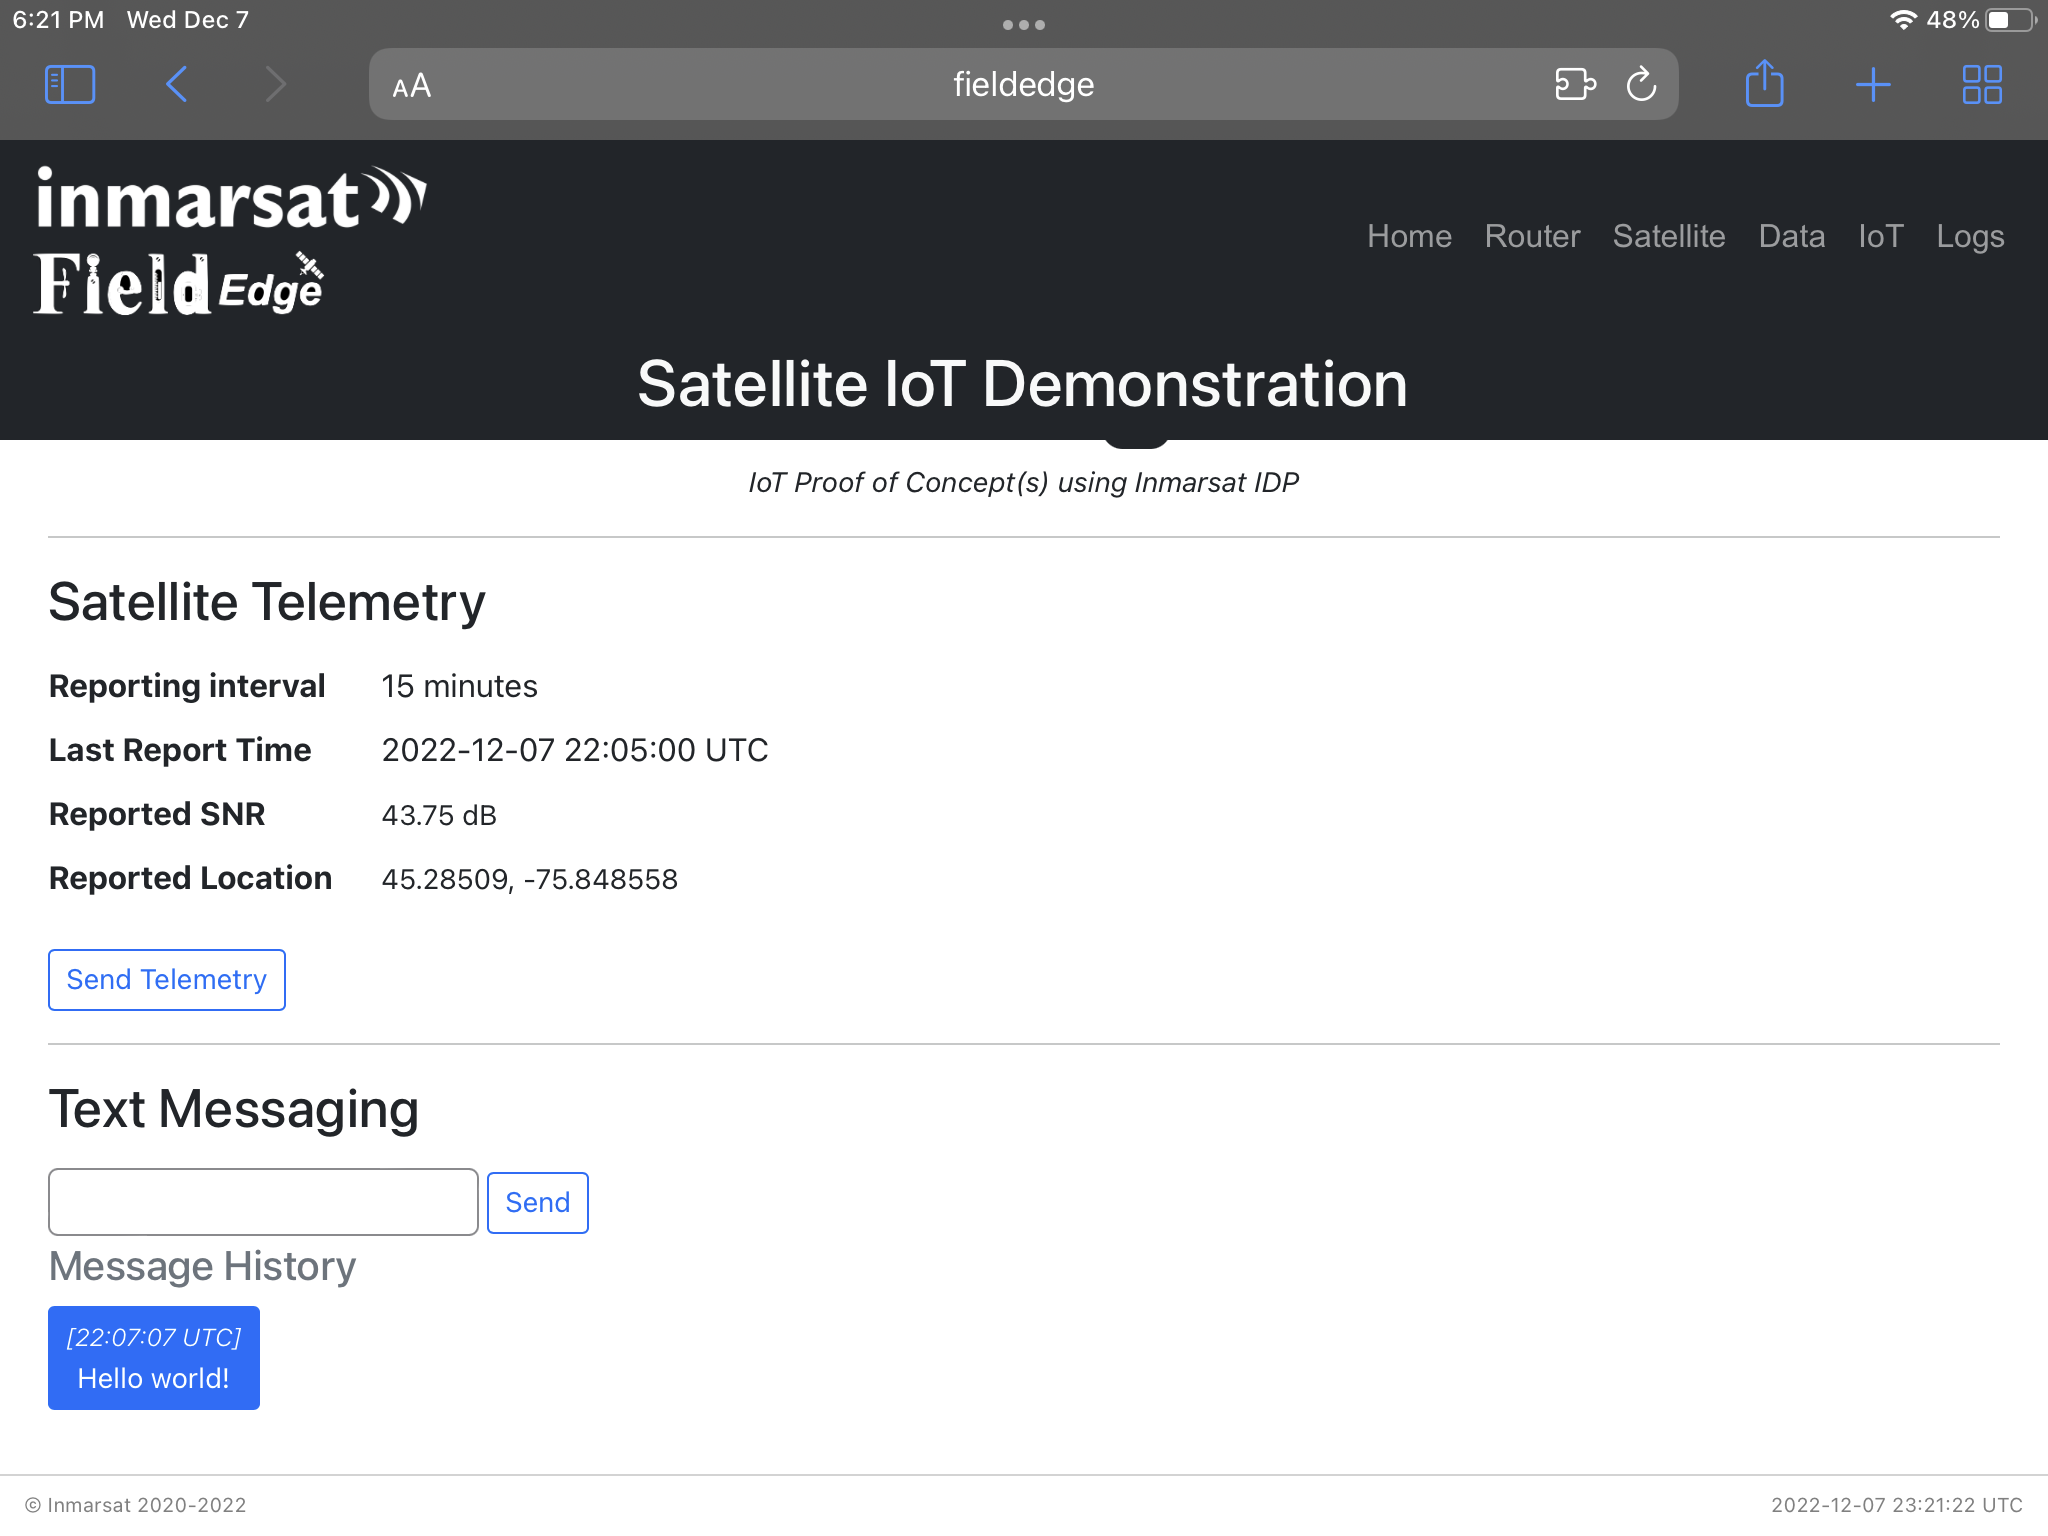 6:21 PM Wed Dec 7
48%
AA
fieldedge
inmarsat
Field Edge
Home Router Satellite Data IoT Logs
Satellite IoT Demonstration
IoT Proof of Concept(s) using Inmarsat IDP
Satellite Telemetry
Reporting interval 15 minutes
Last Report Time 2022-12-07 22:05:00 UTC
Reported SNR 43.75 dB
Reported Location 45.28509, -75.848558
Send Telemetry
Text Messaging
Send
Message History
[22:07:07 UTC]
Hello world!
© Inmarsat 2020-2022
2022-12-07 23:21:22 UTC